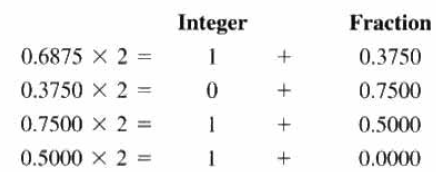 Integer Fraction
0.6875 × 2 = 1 + 0.3750
0.3750 × 2 = 0 + 0.7500
0.7500 × 2 = 1 + 0.5000
0.5000 × 2 = 1 + 0.0000